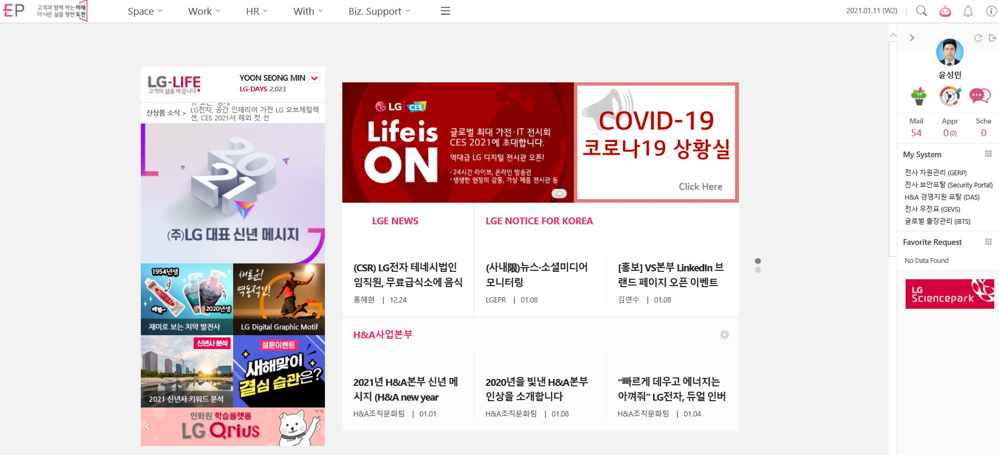 EP
고객과 함께 하는 미래
더 나은 삶을 향한 도전
Space
Work
HR
With
Biz. Support
2021.01.11 (W2)
LG-LIFE
고객의 삶을 바꿉니다
YOON SEONG MIN
LG-DAYS 2,023
신상품 소식 >
LG전자, 공간 인테리어 가전 LG 오브제컬렉
션, CES 2021서 해외 첫 선
2021
(주)LG 대표 신년 메시지
1954년생
에헴~
2020년생
재미로 보는 치약 발전사
새로운!
역동적인!
LG Digital Graphic Motif
신년사 분석
2021 신년사 키워드 분석
설문이벤트
새해맞이
결심 습관은?
인화원 학습플랫폼
LG Qrius
ㄱㄱ
LG CES
Life is
ON
글로벌 최대 가전·IT 전시회
CES 2021에 초대합니다.
역대급 LG 디지털 전시관 오픈!
·24시간 라이브, 온라인 방송관
·생생한 현장의 감동, 가상 제품 전시관 등
COVID-19
코로나19 상황실
Click Here
LGE NEWS
(CSR) LG전자 테네시법인
임직원, 무료급식소에 음식
홍혜현 | 12.24
LGE NOTICE FOR KOREA
(사내限)뉴스·소셜미디어
모니터링
LGEPR | 01.08
[홍보] VS본부 LinkedIn 브
랜드 페이지 오픈 이벤트
김연수 | 01.08
H&A사업본부
2021년 H&A본부 신년 메
시지 (H&A new year
H&A조직문화팀 | 01.01
2020년을 빛낸 H&A본부
인상을 소개합니다
H&A조직문화팀 | 01.08
“빠르게 데우고 에너지는
아껴줘” LG전자, 듀얼 인버
H&A조직문화팀 | 01.04
윤성민
Mail
54
Appr
0 (0)
Sche
0
My System
전사 자원관리 (GERP)
전사 보안포탈 (Security Portal)
H&A 경영지원 포탈 (DAS)
전사 무전표 (GEVS)
글로벌 출장관리 (IBTS)
Favorite Request
No Data Found
LG
Sciencepark